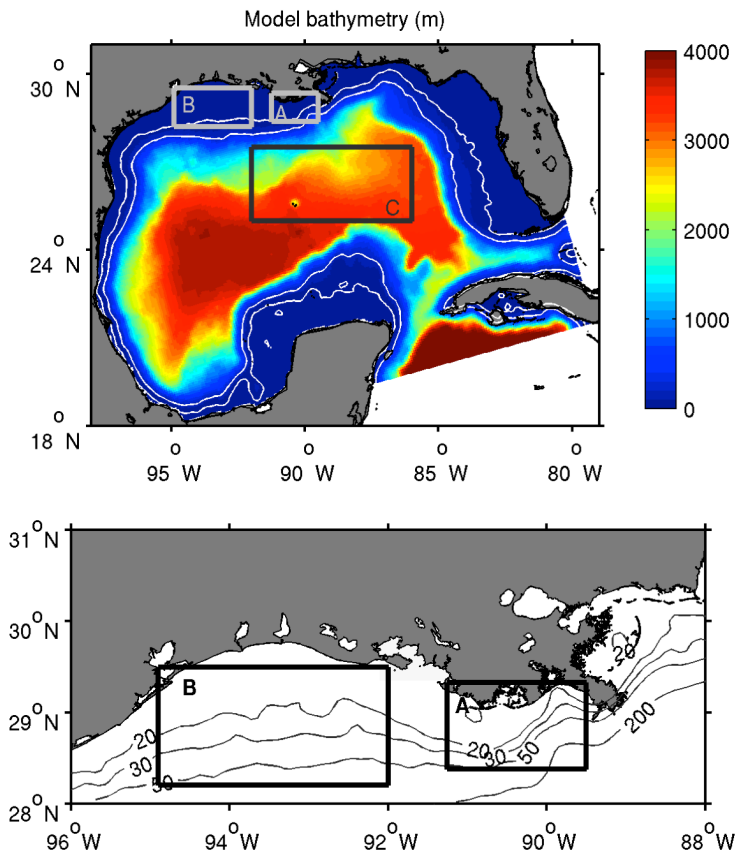 Model bathymetry (m)
30° N
24° N
18° N
95° W
90° W
85° W
80° W
B
A
C
4000
3000
2000
1000
0
31° N
30° N
29° N
28° N
96° W
94° W
92° W
90° W
88° W
B
A
20
30
50
20
30
50
200
20